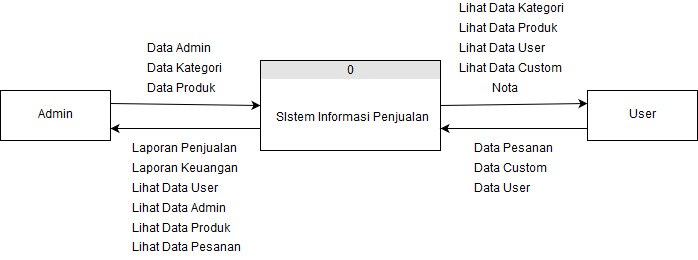 Data Admin
Data Kategori
Data Produk
Admin
Laporan Penjualan
Laporan Keuangan
Lihat Data User
Lihat Data Admin
Lihat Data Produk
Lihat Data Pesanan
0
SIstem Informasi Penjualan
Lihat Data Kategori
Lihat Data Produk
Lihat Data User
Lihat Data Custom
Nota
User
Data Pesanan
Data Custom
Data User